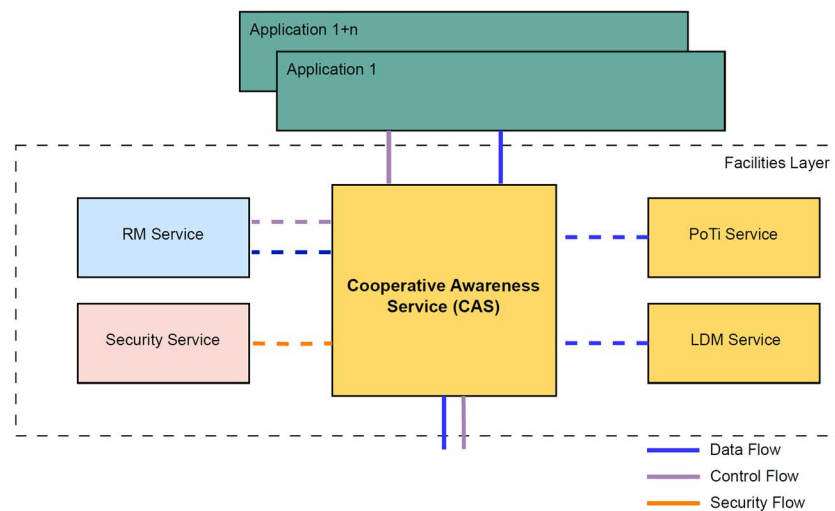 Application 1+n
Application 1
Facilities Layer
RM Service
PoTi Service
Cooperative Awareness
Service (CAS)
Security Service
LDM Service
Data Flow
Control Flow
Security Flow